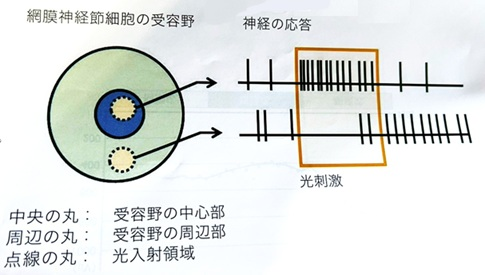 網膜神経節細胞の受容野
神経の応答
光刺激
中央の丸： 受容野の中心部
周辺の丸： 受容野の周辺部
点線の丸： 光入射領域